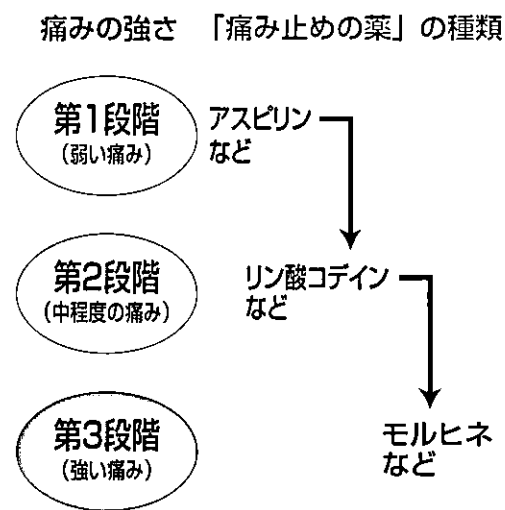 痛みの強さ 「痛み止めの薬」の種類
第1段階
(弱い痛み)
アスピリン
など
第2段階
(中程度の痛み)
リン酸コデイン
など
第3段階
(強い痛み)
モルヒネ
など